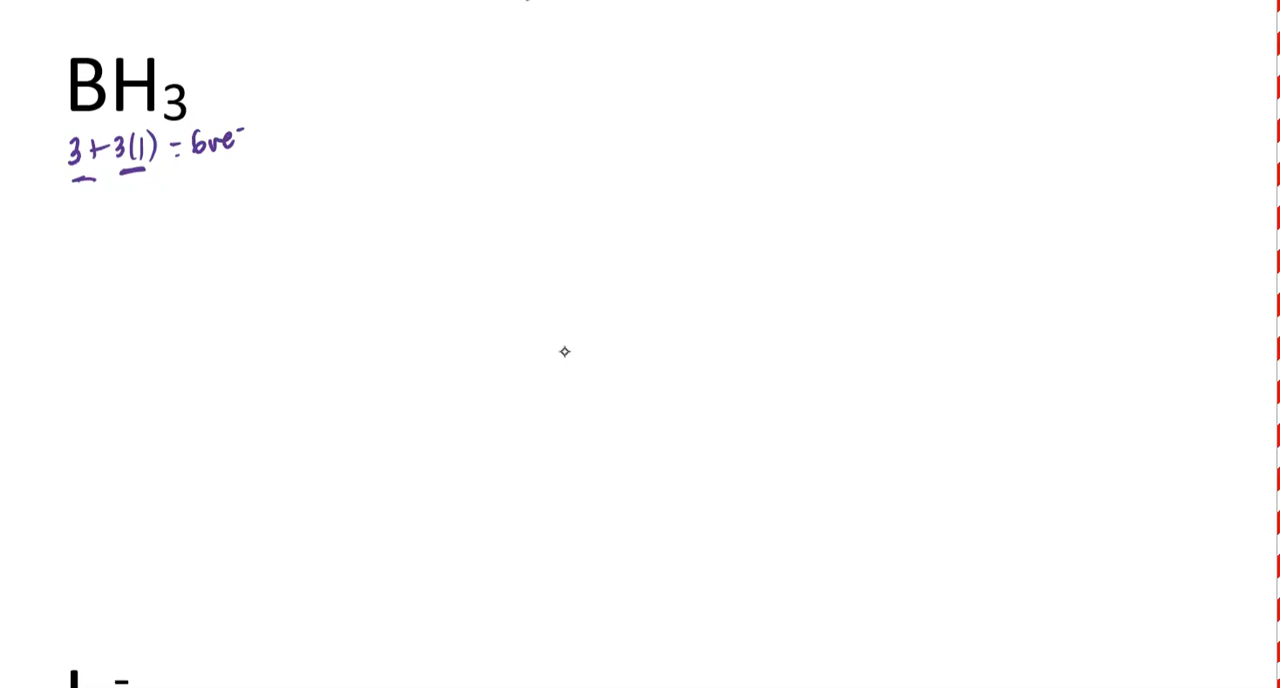 BH₃
3+3(1) = 6ve⁻